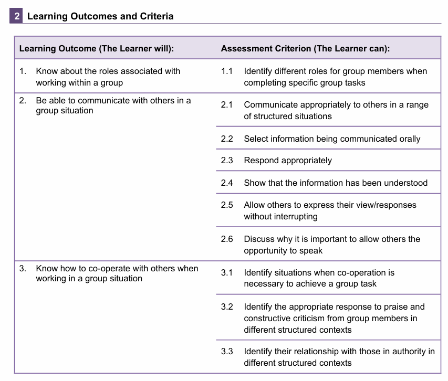 2 Learning Outcomes and Criteria
Learning Outcome (The Learner will): Assessment Criterion (The Learner can):
1. Know about the roles associated with
working within a group
1.1 Identify different roles for group members when
completing specific group tasks
2. Be able to communicate with others in a
group situation
2.1 Communicate appropriately to others in a range
of structured situations
2.2 Select information being communicated orally
2.3 Respond appropriately
2.4 Show that the information has been understood
2.5 Allow others to express their view/responses
without interrupting
2.6 Discuss why it is important to allow others the
opportunity to speak
3. Know how to co-operate with others when
working in a group situation
3.1 Identify situations when co-operation is
necessary to achieve a group task
3.2 Identify the appropriate response to praise and
constructive criticism from group members in
different structured contexts
3.3 Identify their relationship with those in authority in
different structured contexts